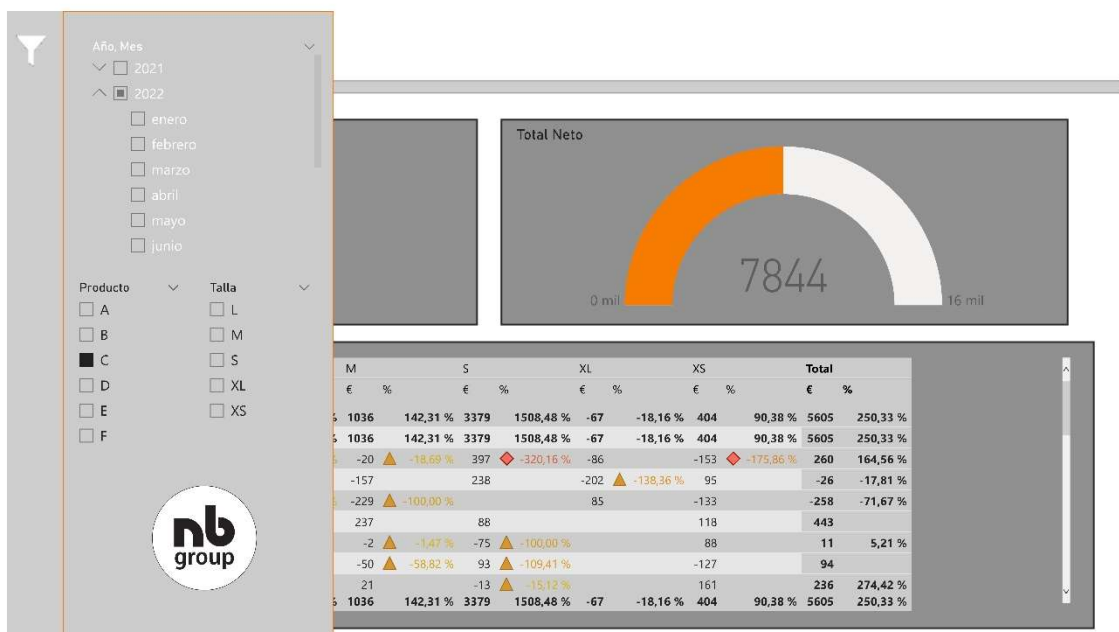 Año, Mes
2021
2022
enero
febrero
marzo
abril
mayo
junio
Producto Talla
A L
B M
C S
D XL
E XS
F
nb
group
Total Neto
7844
0 mil 16 mil
M S XL XS Total
€ % € % € % € % € %
1036 142,31 % 3379 1508,48 % -67 -18,16 % 404 90,38 % 5605 250,33 %
1036 142,31 % 3379 1508,48 % -67 -18,16 % 404 90,38 % 5605 250,33 %
-20 -18,69 % 397 -320,16 % -86 -153 -175,86 % 260 164,56 %
-157 238 -202 -138,36 % 95 -26 -17,81 %
-229 -100,00 % 85 -133 -258 -71,67 %
237 88 118 443
-2 -1,47 % -75 -100,00 % 88 11 5,21 %
-50 -58,82 % 93 -109,41 % -127 94
21 -13 -15,12 % 161 236 274,42 %
1036 142,31 % 3379 1508,48 % -67 -18,16 % 404 90,38 % 5605 250,33 %